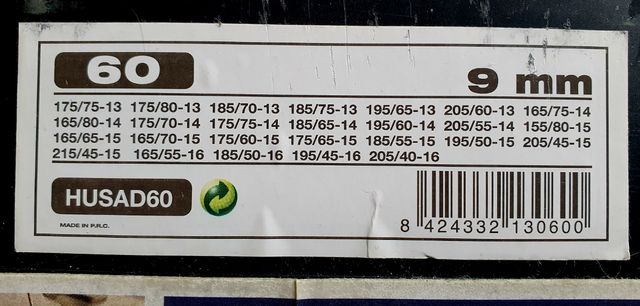 60
9 mm
175/75-13 175/80-13 185/70-13 185/75-13 195/65-13 205/60-13 165/75-14
165/80-14 175/70-14 175/75-14 185/65-14 195/60-14 205/55-14 155/80-15
165/65-15 165/70-15 175/60-15 175/65-15 185/55-15 195/50-15 205/45-15
215/45-15 165/55-16 185/50-16 195/45-16 205/40-16
HUSAD60
MADE IN P.R.C.
8 424332 130600